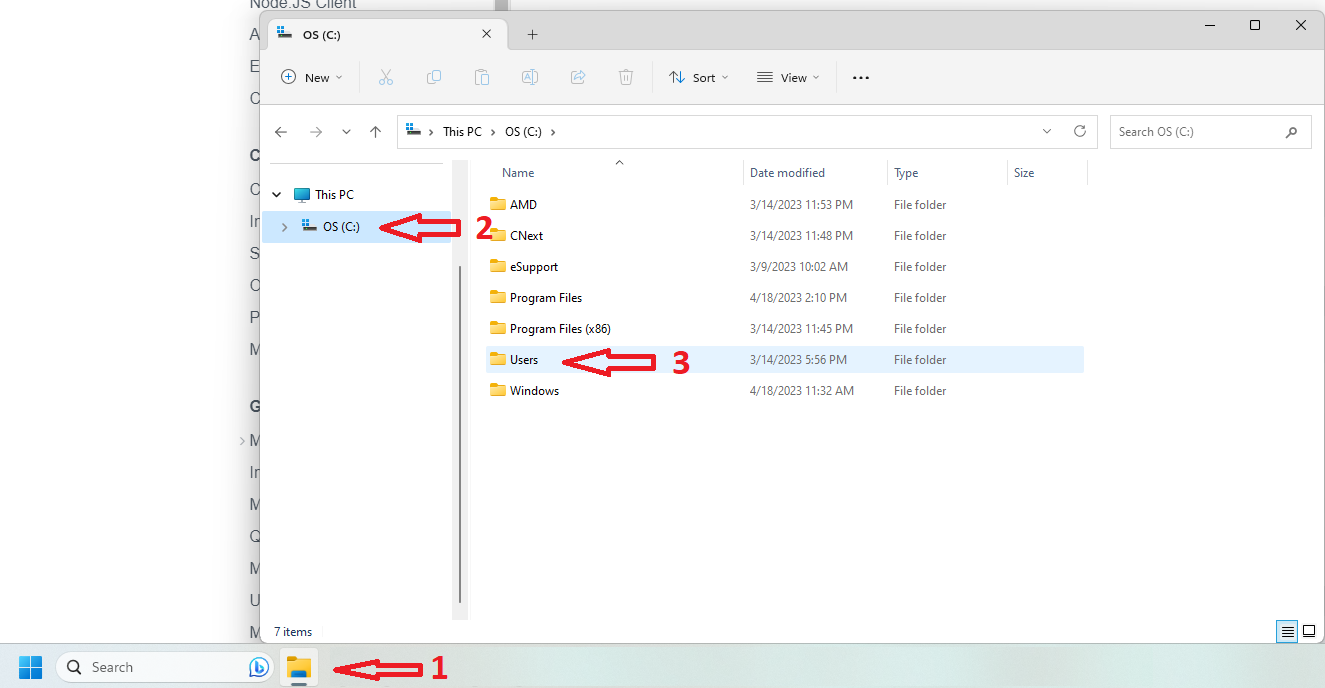 Node.JS Client
A
E
C
C
C
In
S
C
P
M
G
M
In
M
Q
M
U
M
OS (C:)
New
Sort
View
This PC
OS (C:)
Search OS (C:)
Name
Date modified
Type
Size
This PC
OS (C:)
2
AMD
3/14/2023 11:53 PM
File folder
CNext
3/14/2023 11:48 PM
File folder
eSupport
3/9/2023 10:02 AM
File folder
Program Files
4/18/2023 2:10 PM
File folder
Program Files (x86)
3/14/2023 11:45 PM
File folder
Users
3
3/14/2023 5:56 PM
File folder
Windows
4/18/2023 11:32 AM
File folder
7 items
Search
1